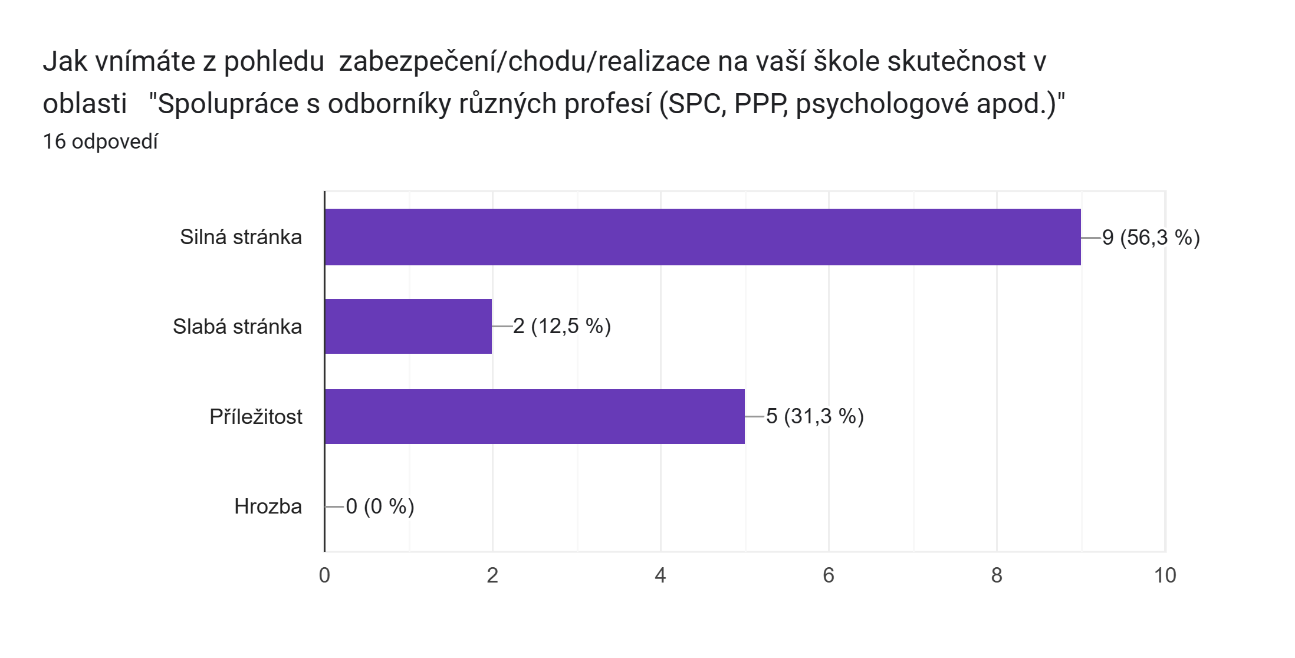 Jak vnímáte z pohledu  zabezpečení/chodu/realizace na vaší škole skutečnost v
oblasti   "Spolupráce s odborníky různých profesí (SPC, PPP, psychologové apod.)"
16 odpovedí
Silná stránka
9 (56,3 %)
Slabá stránka
2 (12,5 %)
Příležitost
5 (31,3 %)
Hrozba
0 (0 %)
0 2 4 6 8 10